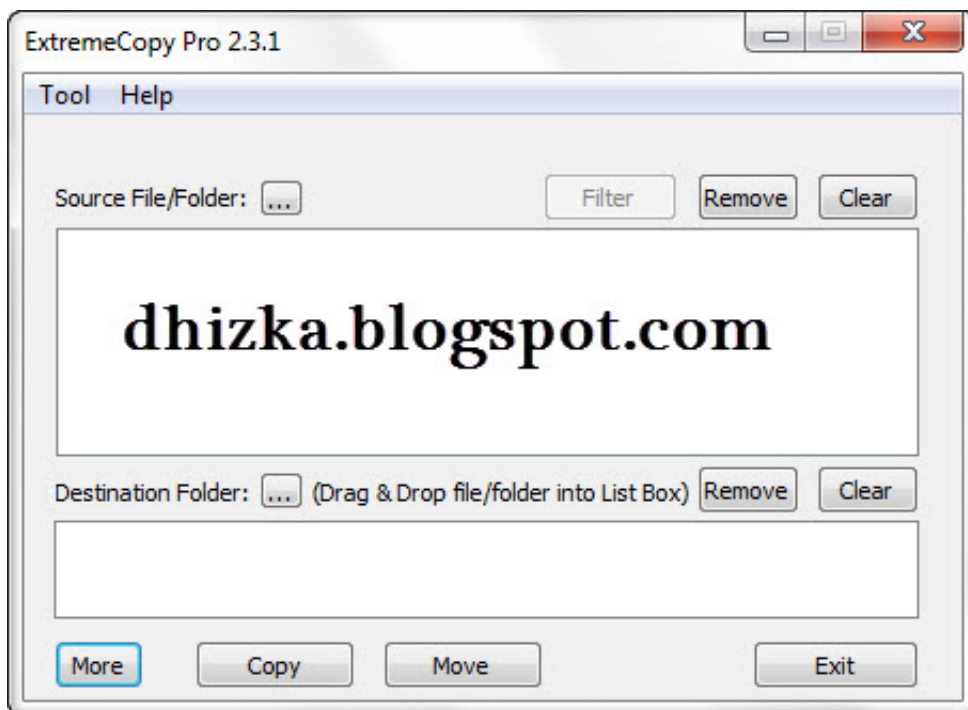 ExtremeCopy Pro 2.3.1
Tool Help
Source File/Folder: ... Filter Remove Clear
dhizka.blogspot.com
Destination Folder: ... (Drag & Drop file/folder into List Box) Remove Clear
More Copy Move Exit